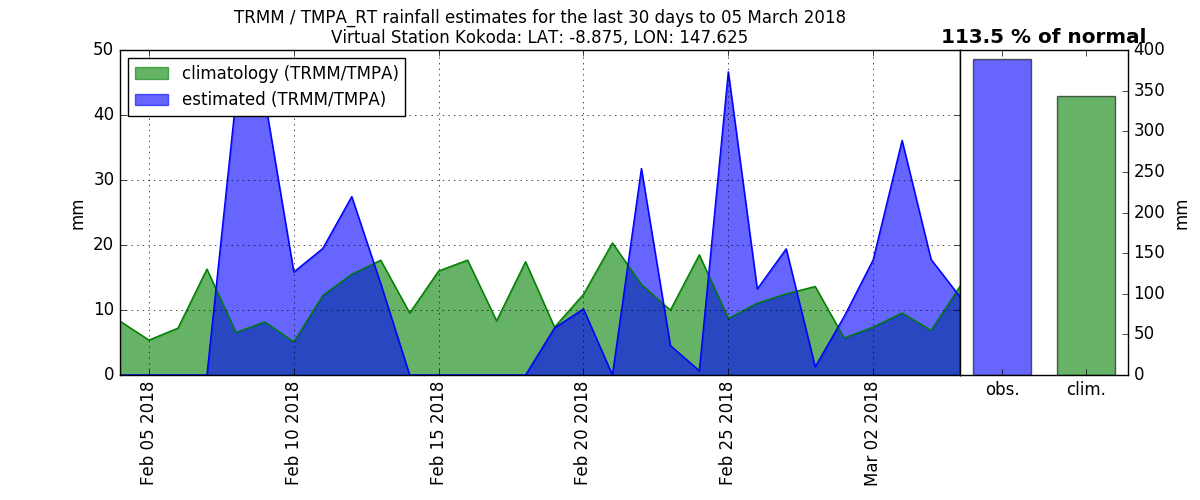 TRMM / TMPA_RT rainfall estimates for the last 30 days to 05 March 2018
Virtual Station Kokoda: LAT: -8.875, LON: 147.625
113.5 % of normal
climatology (TRMM/TMPA)
estimated (TRMM/TMPA)
50
40
30
20
10
0
mm
Feb 05 2018
Feb 10 2018
Feb 15 2018
Feb 20 2018
Feb 25 2018
Mar 02 2018
obs.
clim.
400
350
300
250
200
150
100
50
0
mm